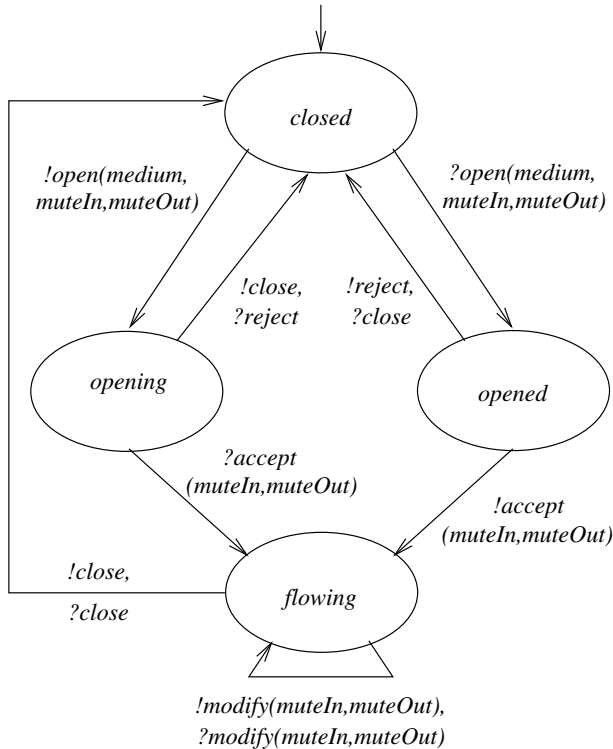 closed
!open(medium,
muteIn,muteOut)
?open(medium,
muteIn,muteOut)
!close,
?reject
!reject,
?close
opening
opened
?accept
(muteIn,muteOut)
!accept
(muteIn,muteOut)
!close,
?close
flowing
!modify(muteIn,muteOut),
?modify(muteIn,muteOut)